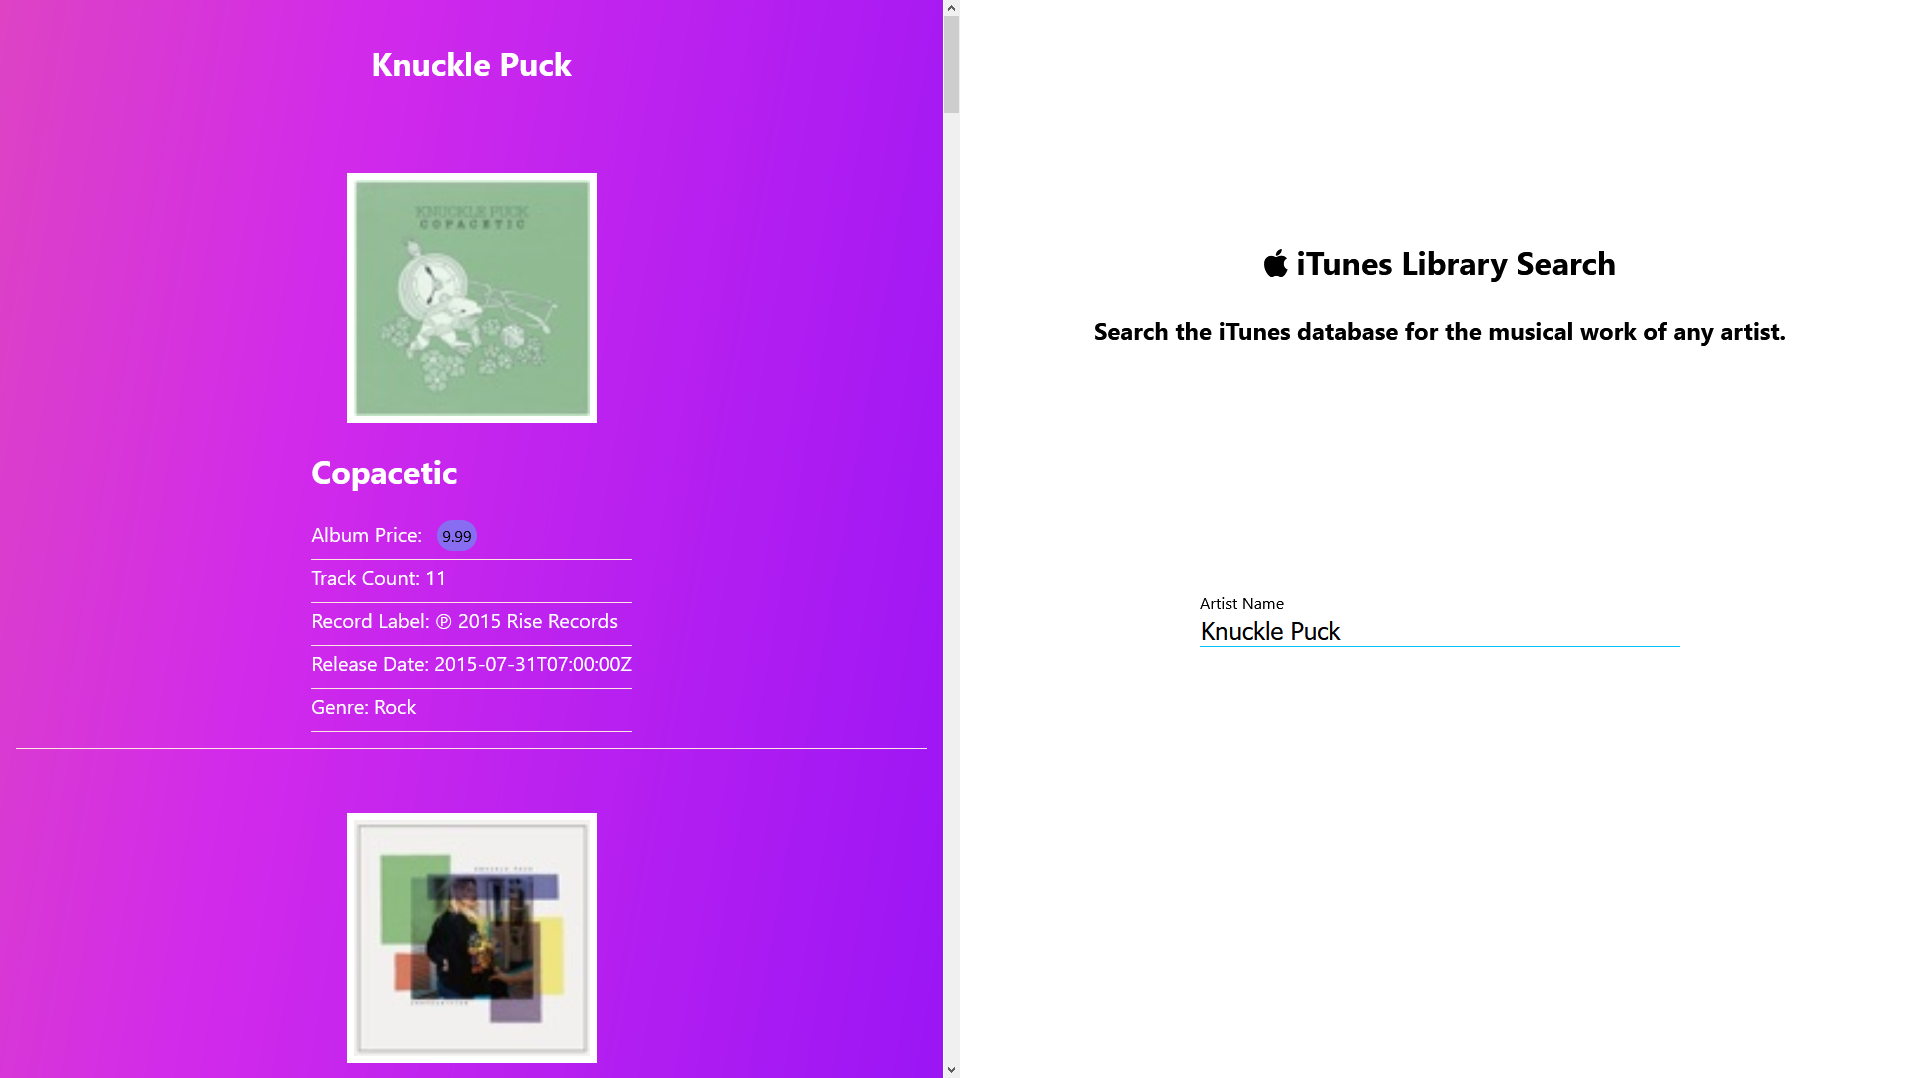 Knuckle Puck
KNUCKLE PUCK
COPACETIC
Copacetic
Album Price: 9.99
Track Count: 11
Record Label: ℗ 2015 Rise Records
Release Date: 2015-07-31T07:00:00Z
Genre: Rock
iTunes Library Search
Search the iTunes database for the musical work of any artist.
Artist Name
Knuckle Puck